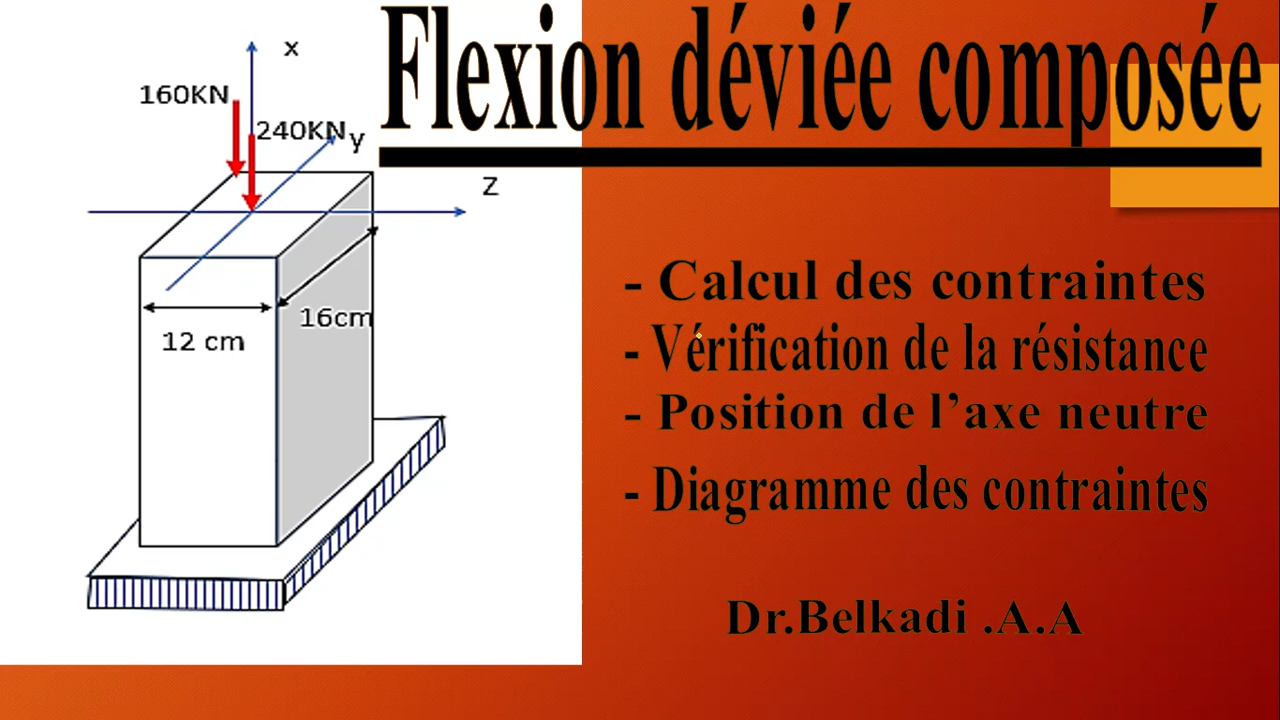 Flexion déviée composée
x
160KN
240KN
y
Z
16cm
12 cm
- Calcul des contraintes
- Vérification de la résistance
- Position de l’axe neutre
- Diagramme des contraintes
Dr.Belkadi .A.A